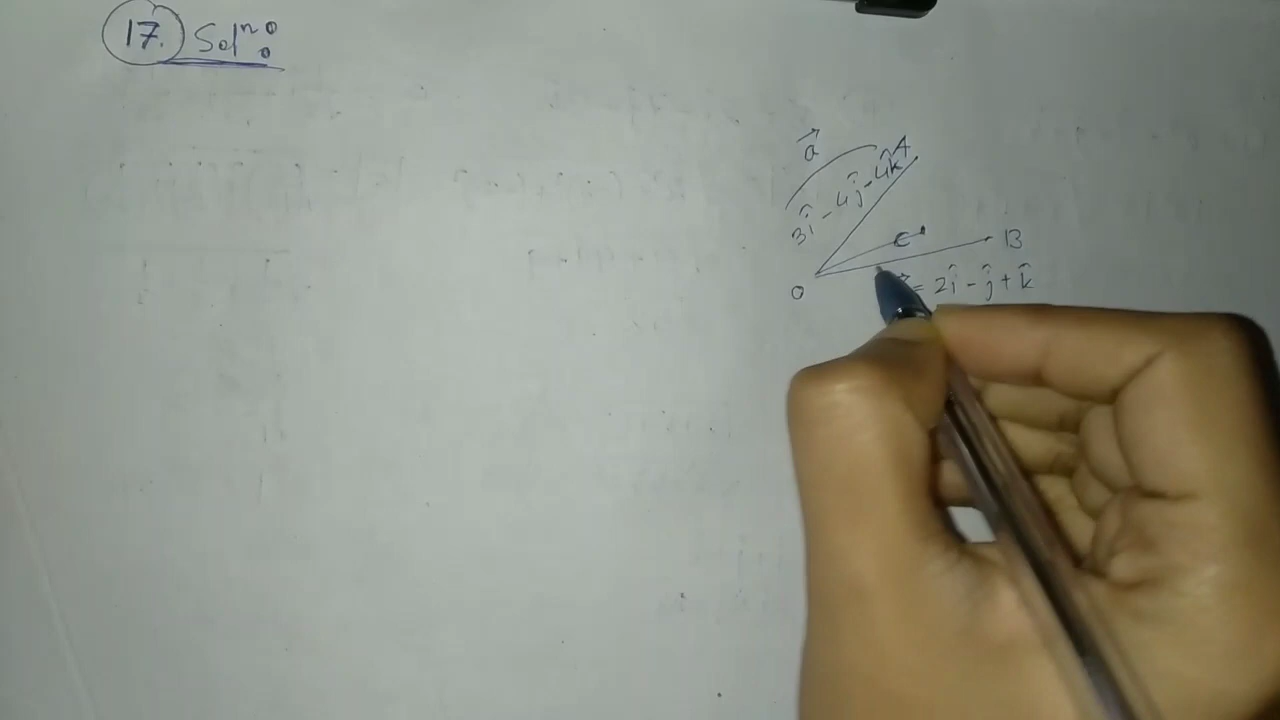 17. Solⁿ:
a⃗
A
3î - 4ĵ - 4k̂
C
B
O
= 2î - ĵ + k̂